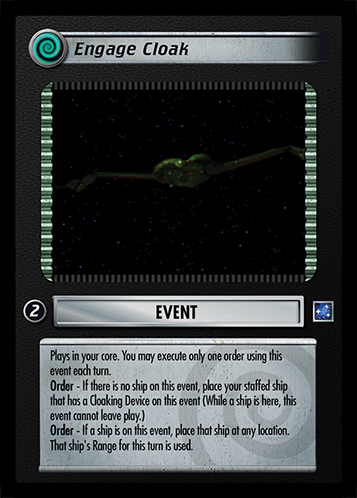 Engage Cloak
2 EVENT
Plays in your core. You may execute only one order using this
event each turn.
Order - If there is no ship on this event, place your staffed ship
that has a Cloaking Device on this event (While a ship is here, this
event cannot leave play.)
Order - If a ship is on this event, place that ship at any location.
That ship's Range for this turn is used.